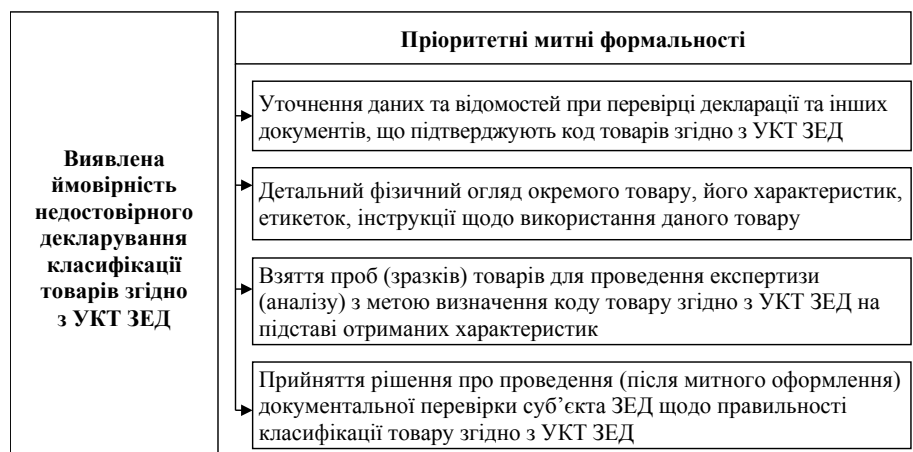 Виявлена
ймовірність
недостовірного
декларування
класифікації
товарів згідно
з УКТ ЗЕД
Пріоритетні митні формальності
Уточнення даних та відомостей при перевірці декларації та інших
документів, що підтверджують код товарів згідно з УКТ ЗЕД
Детальний фізичний огляд окремого товару, його характеристик,
етикеток, інструкції щодо використання даного товару
Взяття проб (зразків) товарів для проведення експертизи
(аналізу) з метою визначення коду товару згідно з УКТ ЗЕД на
підставі отриманих характеристик
Прийняття рішення про проведення (після митного оформлення)
документальної перевірки суб’єкта ЗЕД щодо правильності
класифікації товару згідно з УКТ ЗЕД